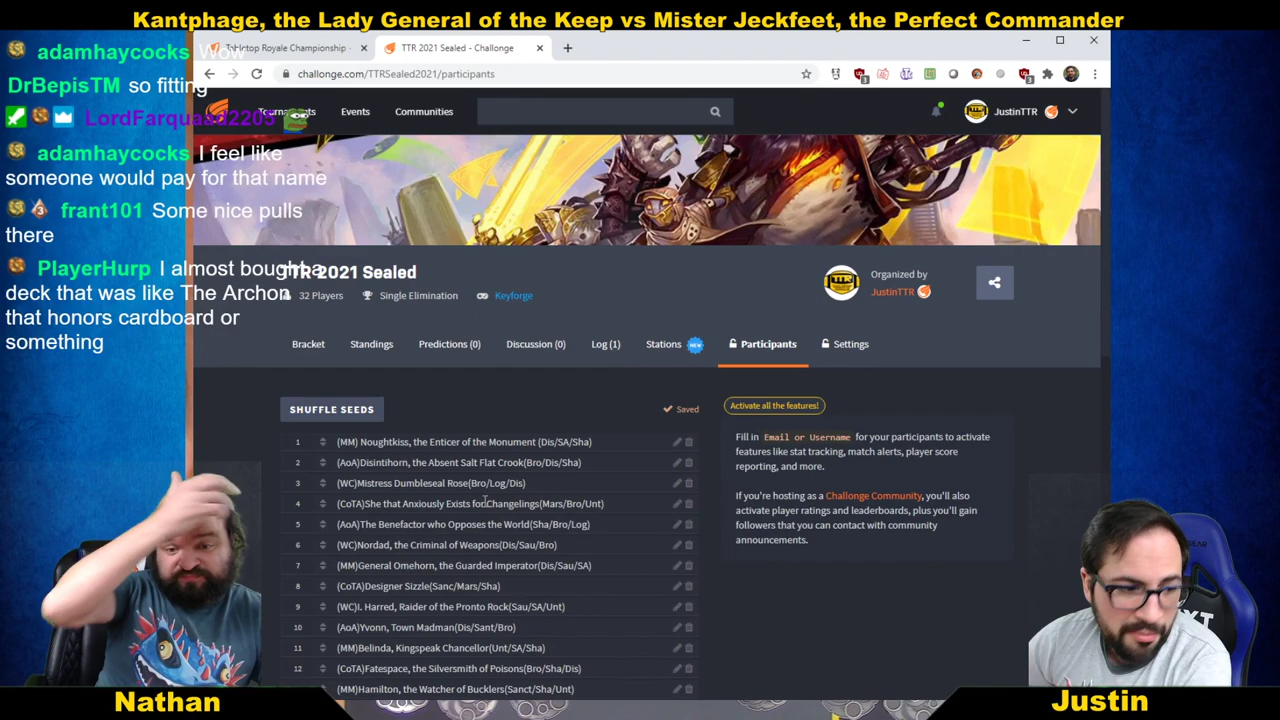 Kantphage, the Lady General of the Keep vs Mister Jeckfeet, the Perfect Commander
adamhaycocks Wow
DrBepisTM so fitting
LordFarquaad2205
adamhaycocks I feel like
someone would pay for that name
frant101 Some nice pulls
there
PlayerHurp I almost bought a
deck that was like The Archon
that honors cardboard or
something
Tabletop Royale Championship -
TTR 2021 Sealed - Challonge
challonge.com/TTRSealed2021/participants
Tournaments
Events
Communities
JustinTTR
TTR 2021 Sealed
32 Players
Single Elimination
Keyforge
Organized by
JustinTTR
Bracket
Standings
Predictions (0)
Discussion (0)
Log (1)
Stations
NEW
Participants
Settings
SHUFFLE SEEDS
Saved
1 (MM) Noughtkiss, the Enticer of the Monument (Dis/SA/Sha)
2 (AoA)Disintihorn, the Absent Salt Flat Crook(Bro/Dis/Sha)
3 (WC)Mistress Dumbleseal Rose(Bro/Log/Dis)
4 (CoTA)She that Anxiously Exists for Changelings(Mars/Bro/Unt)
5 (AoA)The Benefactor who Opposes the World(Sha/Bro/Log)
6 (WC)Nordad, the Criminal of Weapons(Dis/Sau/Bro)
7 (MM)General Omehorn, the Guarded Imperator(Dis/Sau/SA)
8 (CoTA)Designer Sizzle(Sanc/Mars/Sha)
9 (WC)I. Harred, Raider of the Pronto Rock(Sau/SA/Unt)
10 (AoA)Yvonn, Town Madman(Dis/Sant/Bro)
11 (MM)Belinda, Kingspeak Chancellor(Unt/SA/Sha)
12 (CoTA)Fatespace, the Silversmith of Poisons(Bro/Sha/Dis)
(MM)Hamilton, the Watcher of Bucklers(Sanct/Sha/Unt)
Activate all the features!
Fill in Email or Username for your participants to activate
features like stat tracking, match alerts, player score
reporting, and more.
If you're hosting as a Challonge Community, you'll also
activate player ratings and leaderboards, plus you'll gain
followers that you can contact with community
announcements.
Nathan
Justin